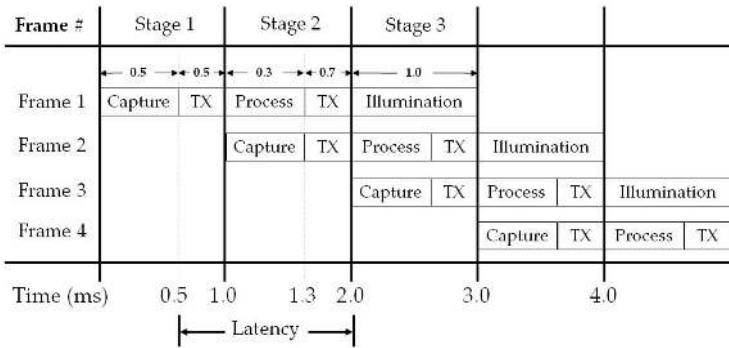 Frame # Stage 1 Stage 2 Stage 3
0.5 0.5 0.3 0.7 1.0
Frame 1 Capture TX Process TX Illumination
Frame 2 Capture TX Process TX Illumination
Frame 3 Capture TX Process TX Illumination
Frame 4 Capture TX Process TX
Time (ms) 0.5 1.0 1.3 2.0 3.0 4.0
Latency